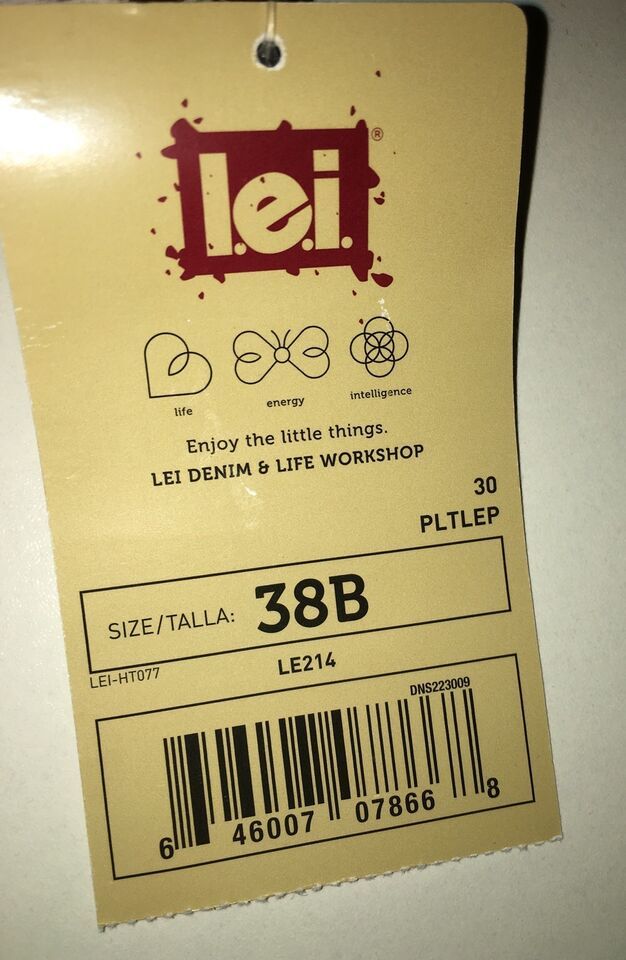 l.e.i.®
life energy intelligence
Enjoy the little things.
LEI DENIM & LIFE WORKSHOP
30
PLTLEP
SIZE/TALLA: 38B
LEI-HT077
LE214
DNS223009
6 46007 07866 8